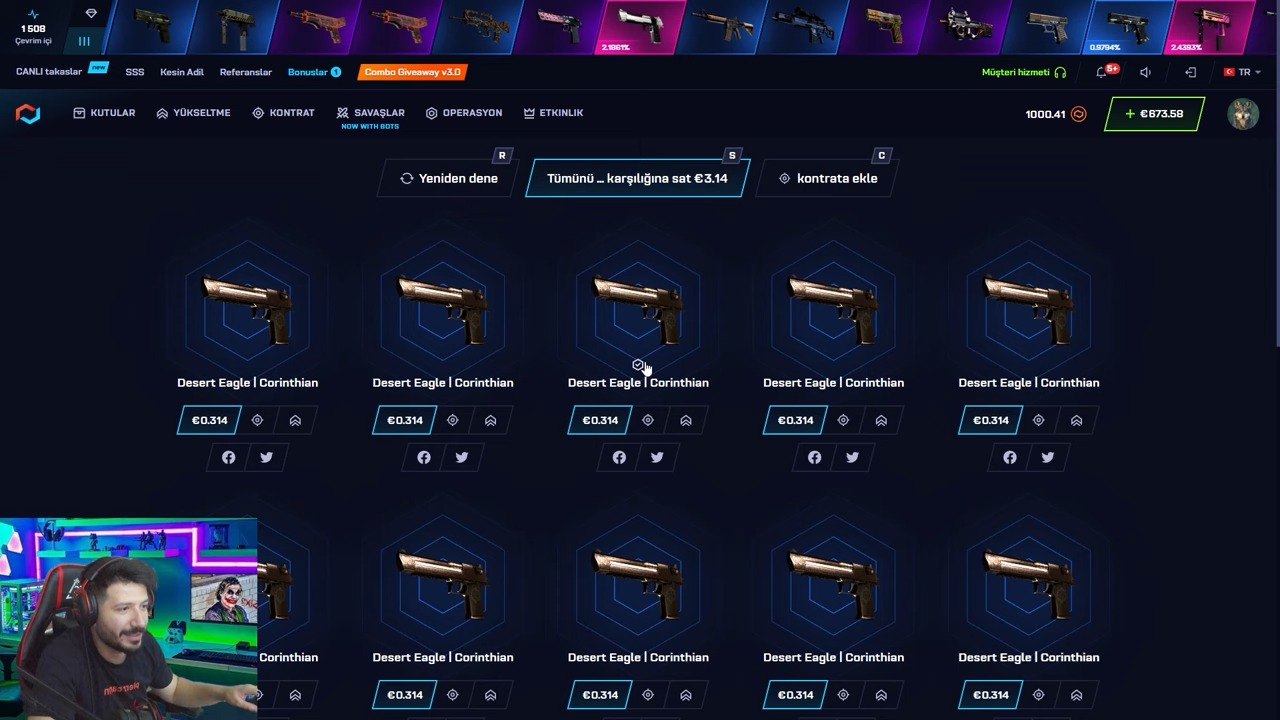 1 508
Çevrim içi
2.1861%
0.9794%
2.4393%
CANLI takaslar
new
SSS
Kesin Adil
Referanslar
Bonuslar 1
Combo Giveaway v3.0
Müşteri hizmeti
5+
TR
KUTULAR
YÜKSELTME
KONTRAT
SAVAŞLAR
NOW WITH BOTS
OPERASYON
ETKINLIK
1000.41
+ €673.58
R
Yeniden dene
S
Tümünü ... karşılığına sat €3.14
C
kontrata ekle
Desert Eagle | Corinthian
Desert Eagle | Corinthian
Desert Eagle | Corinthian
Desert Eagle | Corinthian
Desert Eagle | Corinthian
€0.314
€0.314
€0.314
€0.314
€0.314
Corinthian
Desert Eagle | Corinthian
Desert Eagle | Corinthian
Desert Eagle | Corinthian
Desert Eagle | Corinthian
€0.314
€0.314
€0.314
€0.314